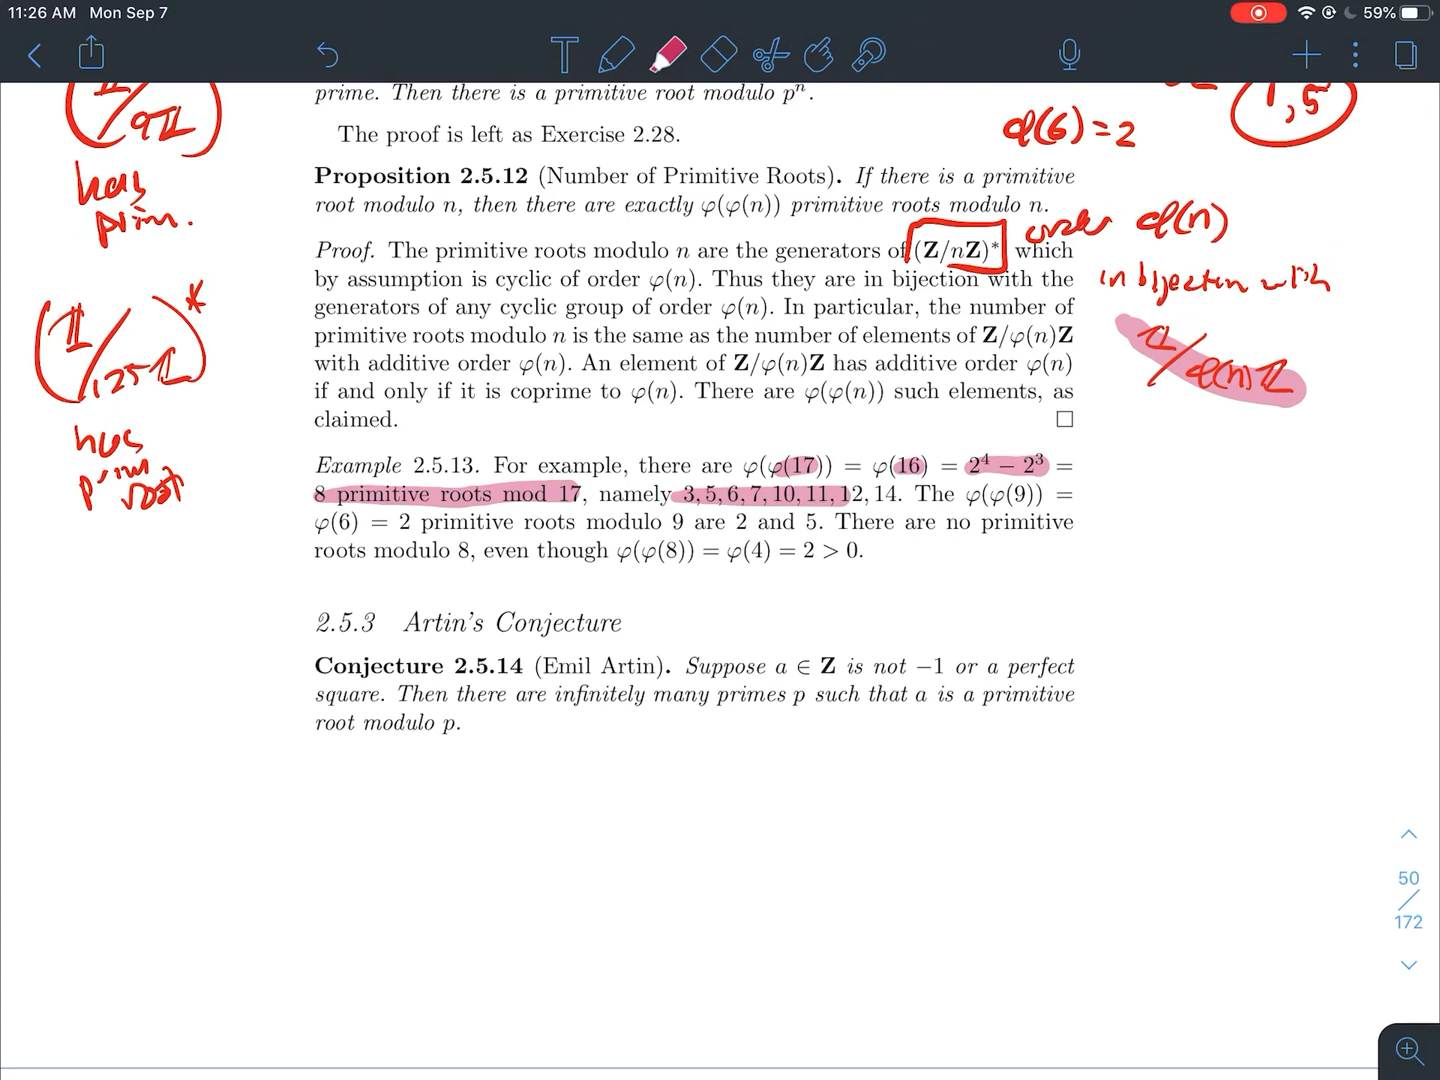 11:26 AM Mon Sep 7
59%
T
prime. Then there is a primitive root modulo pⁿ.
The proof is left as Exercise 2.28.
Proposition 2.5.12 (Number of Primitive Roots). If there is a primitive
root modulo n, then there are exactly φ(φ(n)) primitive roots modulo n.
Proof. The primitive roots modulo n are the generators of (Z/nZ)* which
by assumption is cyclic of order φ(n). Thus they are in bijection with the
generators of any cyclic group of order φ(n). In particular, the number of
primitive roots modulo n is the same as the number of elements of Z/φ(n)Z
with additive order φ(n). An element of Z/φ(n)Z has additive order φ(n)
if and only if it is coprime to φ(n). There are φ(φ(n)) such elements, as
claimed. □
Example 2.5.13. For example, there are φ(φ(17)) = φ(16) = 2⁴ − 2³ =
8 primitive roots mod 17, namely 3, 5, 6, 7, 10, 11, 12, 14. The φ(φ(9)) =
φ(6) = 2 primitive roots modulo 9 are 2 and 5. There are no primitive
roots modulo 8, even though φ(φ(8)) = φ(4) = 2 > 0.
2.5.3 Artin's Conjecture
Conjecture 2.5.14 (Emil Artin). Suppose a ∈ Z is not −1 or a perfect
square. Then there are infinitely many primes p such that a is a primitive
root modulo p.
Z/9Z
has
prim.
(Z/125Z)*
has
prim
root
φ(6)=2
1,5
order φ(n)
in bijection with
Z/φ(n)Z
50
/
172